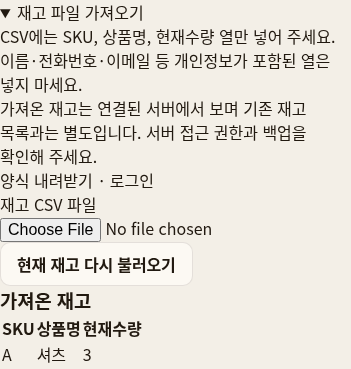 ▼ 재고 파일 가져오기
CSV에는 SKU, 상품명, 현재수량 열만 넣어 주세요.
이름·전화번호·이메일 등 개인정보가 포함된 열은
넣지 마세요.
가져온 재고는 연결된 서버에서 보며 기존 재고
목록과는 별도입니다. 서버 접근 권한과 백업을
확인해 주세요.
양식 내려받기 · 로그인
재고 CSV 파일
Choose File No file chosen
현재 재고 다시 불러오기
가져온 재고
SKU 상품명 현재수량
A 셔츠 3